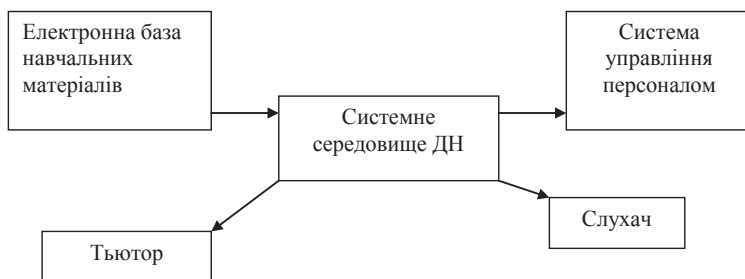 Електронна база
навчальних
матеріалів
Система
управління
персоналом
Системне
середовище ДН
Слухач
Тьютор